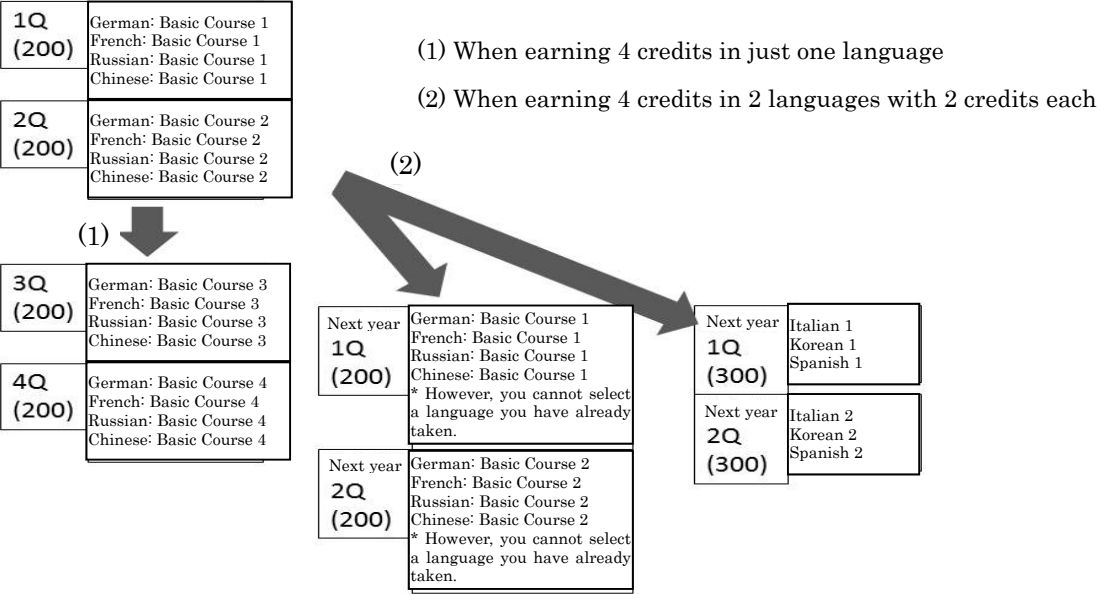 1Q
(200)
German: Basic Course 1
French: Basic Course 1
Russian: Basic Course 1
Chinese: Basic Course 1
2Q
(200)
German: Basic Course 2
French: Basic Course 2
Russian: Basic Course 2
Chinese: Basic Course 2
(1) When earning 4 credits in just one language
(2) When earning 4 credits in 2 languages with 2 credits each
(1)
(2)
3Q
(200)
German: Basic Course 3
French: Basic Course 3
Russian: Basic Course 3
Chinese: Basic Course 3
4Q
(200)
German: Basic Course 4
French: Basic Course 4
Russian: Basic Course 4
Chinese: Basic Course 4
Next year
1Q
(200)
German: Basic Course 1
French: Basic Course 1
Russian: Basic Course 1
Chinese: Basic Course 1
* However, you cannot select
a language you have already
taken.
Next year
2Q
(200)
German: Basic Course 2
French: Basic Course 2
Russian: Basic Course 2
Chinese: Basic Course 2
* However, you cannot select
a language you have already
taken.
Next year
1Q
(300)
Italian 1
Korean 1
Spanish 1
Next year
2Q
(300)
Italian 2
Korean 2
Spanish 2